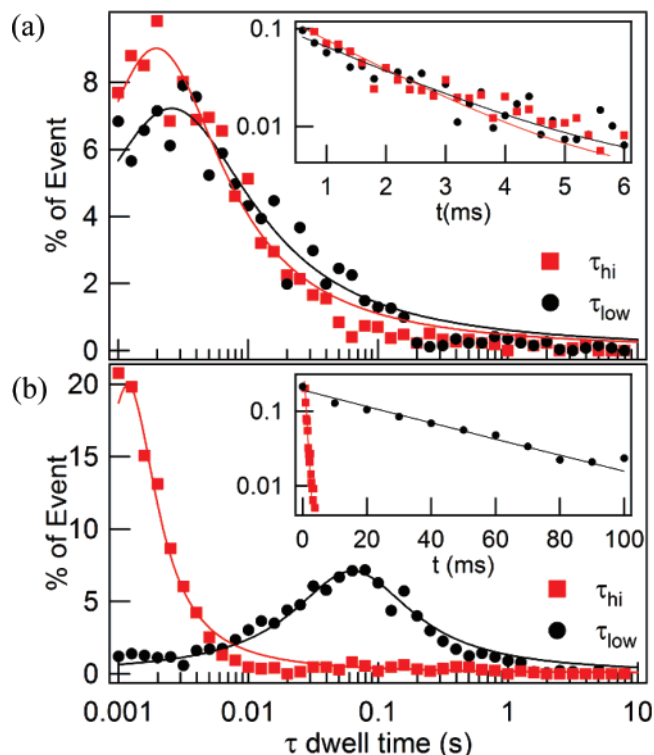 (a)
% of Event
8
6
4
2
0
0.1
0.01
1 2 3 4 5 6
t(ms)
τhi
τlow
(b)
% of Event
20
15
10
5
0
0.1
0.01
0 20 40 60 80 100
t (ms)
τhi
τlow
0.001 0.01 0.1 1 10
τ dwell time (s)